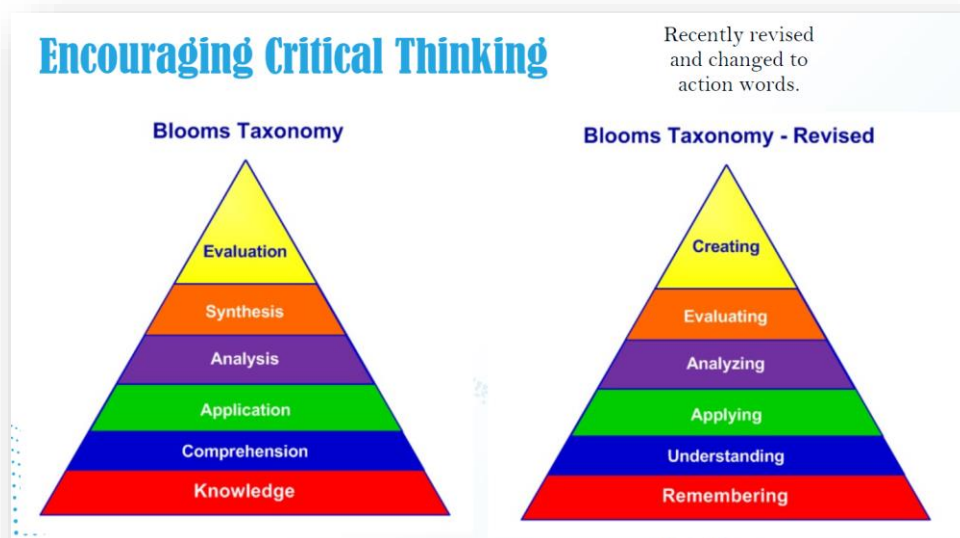 Encouraging Critical Thinking
Recently revised
and changed to
action words.
Blooms Taxonomy
Evaluation
Synthesis
Analysis
Application
Comprehension
Knowledge
Blooms Taxonomy - Revised
Creating
Evaluating
Analyzing
Applying
Understanding
Remembering